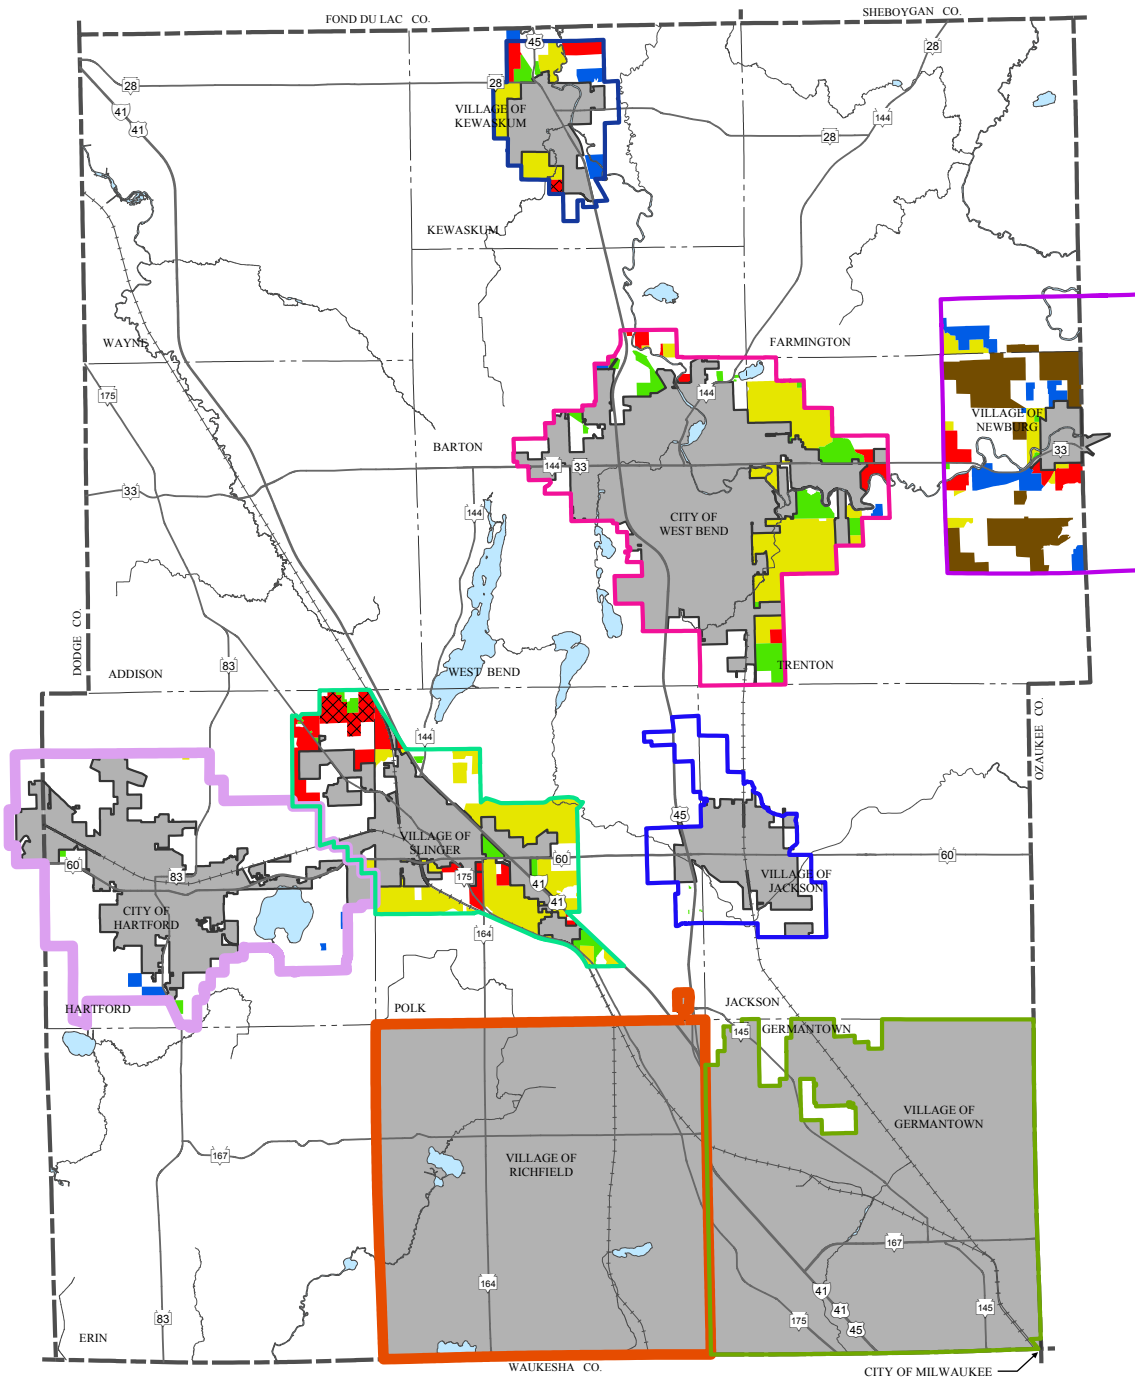 FOND DU LAC CO.
SHEBOYGAN CO.
45
28
28
28
41
41
VILLAGE OF
KEWASKUM
144
28
KEWASKUM
WAYNE
FARMINGTON
175
144
VILLAGE OF
NEWBURG
BARTON
33
144
33
33
144
CITY OF
WEST BEND
DODGE CO.
83
ADDISON
WEST BEND
TRENTON
OZAUKEE CO.
144
45
VILLAGE OF
SLINGER
60
60
60
83
175
41
41
VILLAGE OF
JACKSON
CITY OF
HARTFORD
164
HARTFORD
POLK
JACKSON
145
GERMANTOWN
VILLAGE OF
GERMANTOWN
167
VILLAGE OF
RICHFIELD
167
164
41
41
45
175
145
83
ERIN
WAUKESHA CO.
CITY OF MILWAUKEE